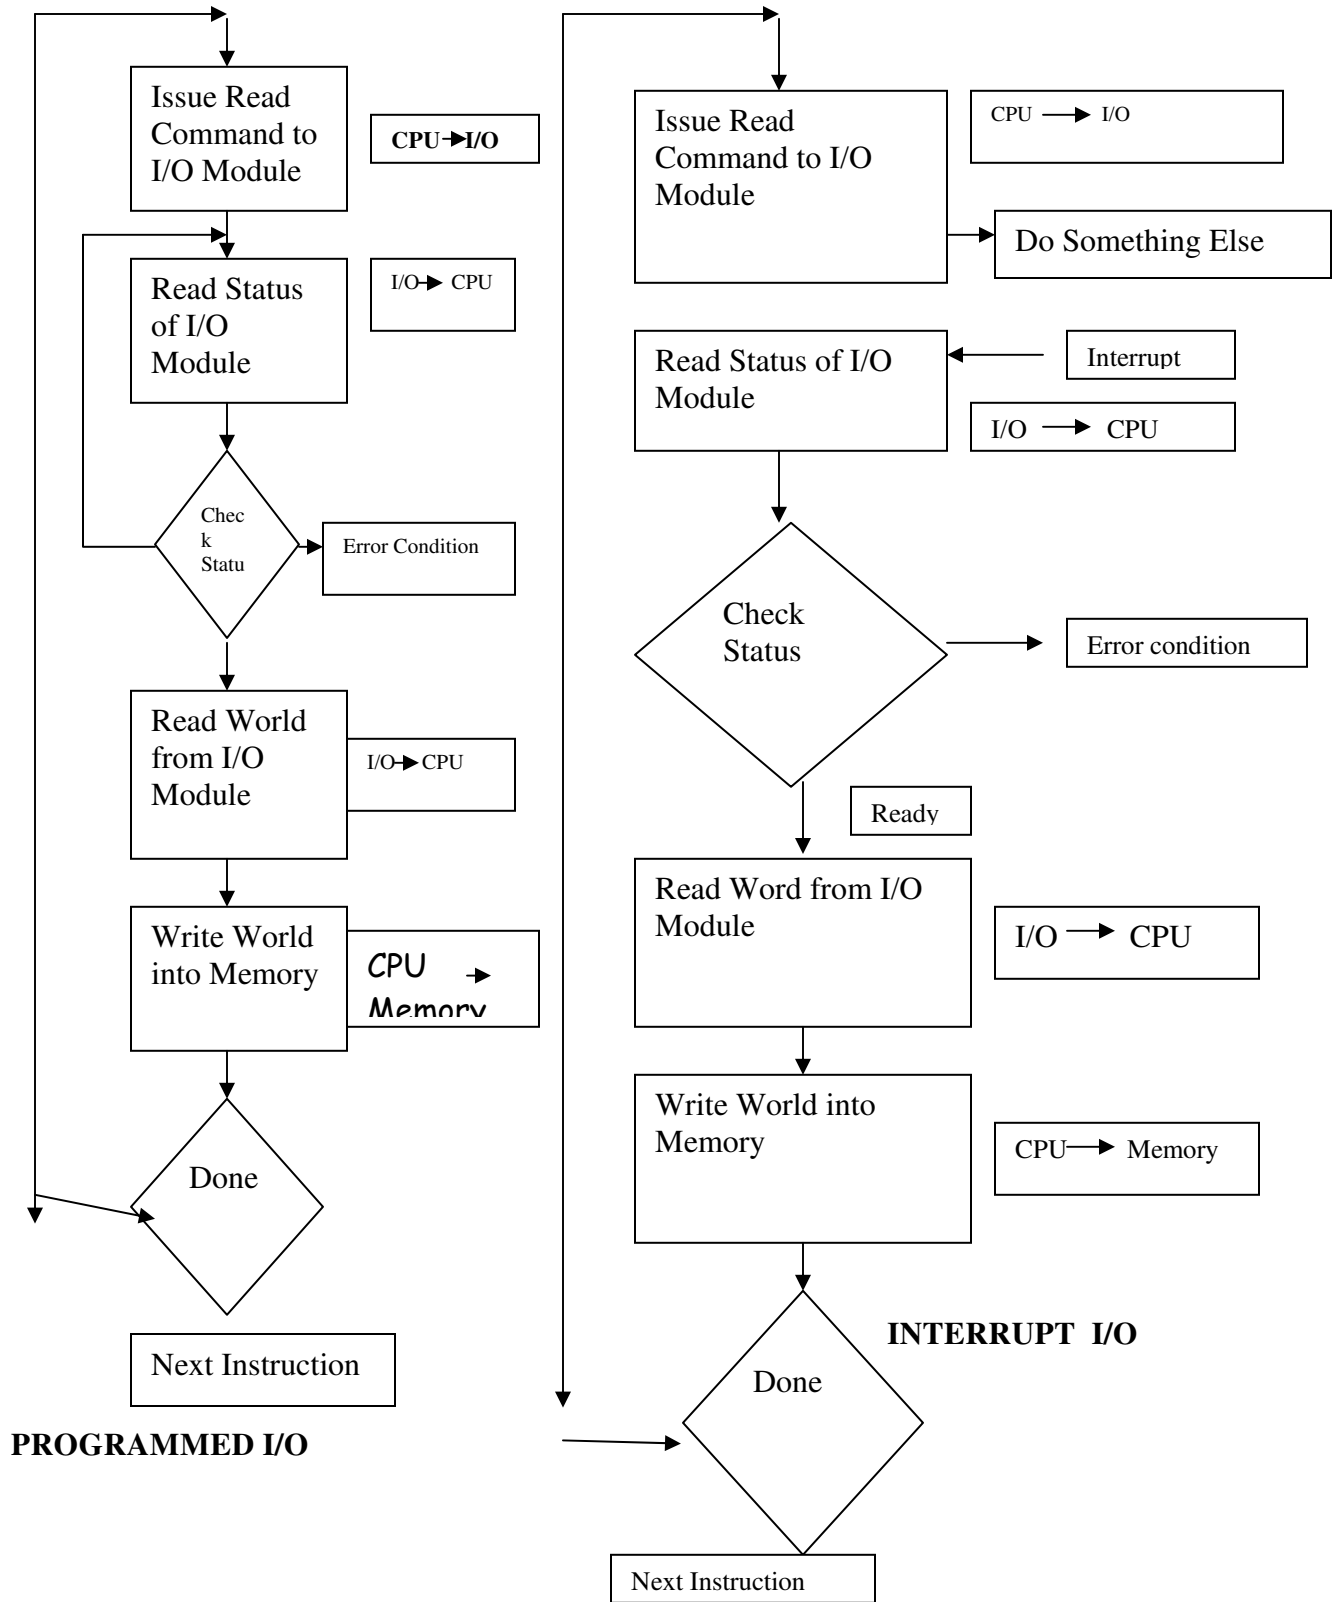 Issue Read
Command to
I/O Module
CPU I/O
Read Status
of I/O
Module
I/O CPU
Chec
k
Statu
Error Condition
Read World
from I/O
Module
I/O CPU
Write World
into Memory
CPU
Memory
Done
Next Instruction
PROGRAMMED I/O
Issue Read
Command to I/O
Module
CPU I/O
Do Something Else
Read Status of I/O
Module
Interrupt
I/O CPU
Check
Status
Error condition
Ready
Read Word from I/O
Module
I/O CPU
Write World into
Memory
CPU Memory
Done
INTERRUPT I/O
Next Instruction